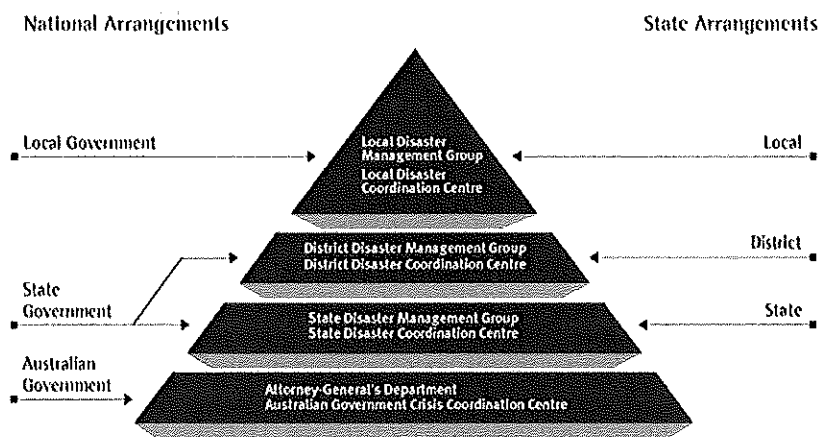 National Arrangements
State Arrangements
Local Government
Local Disaster
Management Group
Local Disaster
Coordination Centre
Local
District Disaster Management Group
District Disaster Coordination Centre
District
State
Government
State Disaster Management Group
State Disaster Coordination Centre
State
Australian
Government
Attorney-General's Department
Australian Government Crisis Coordination Centre